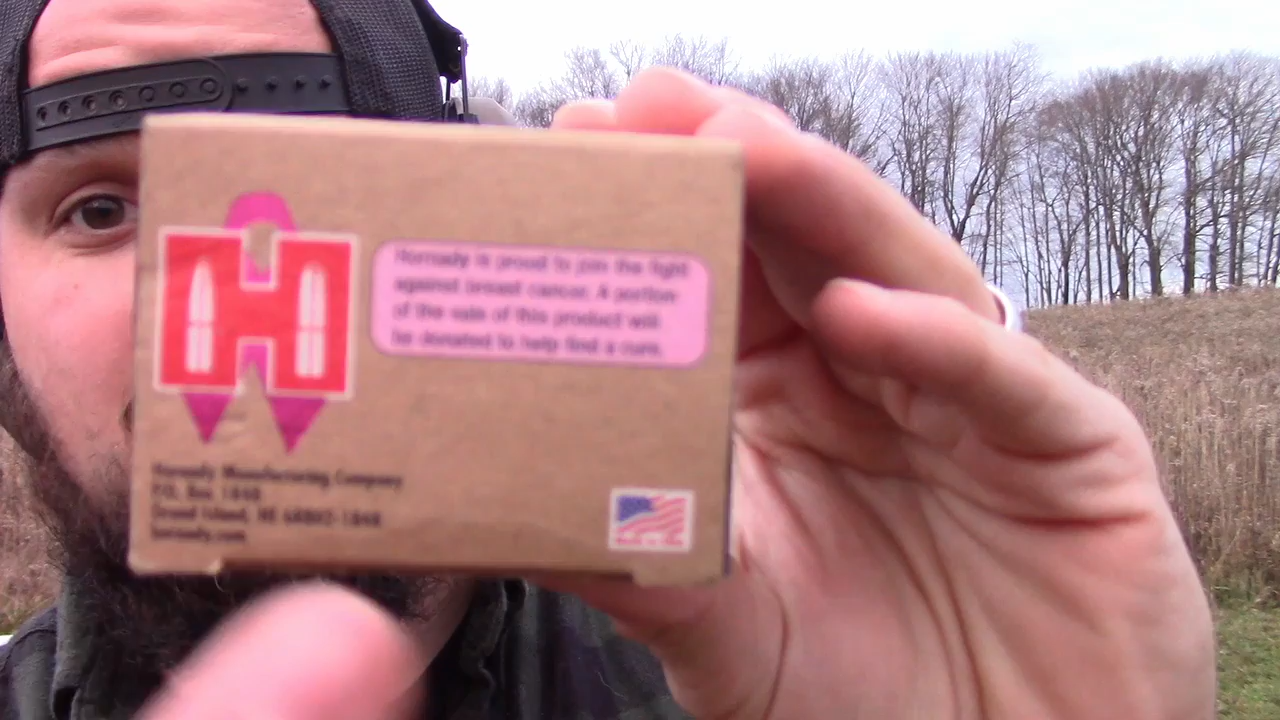 H
Hornady is proud to join the fight
against breast cancer. A portion
of the sale of this product will
be donated to help find a cure.
Hornady Manufacturing Company
P.O. Box 1848
Grand Island, NE 68802-1848
hornady.com